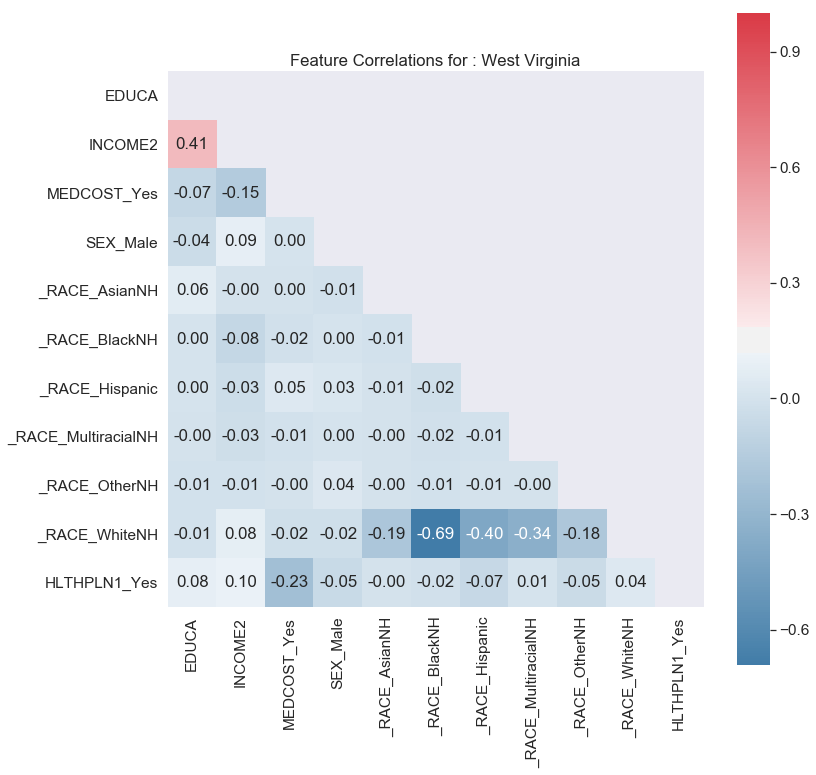 Feature Correlations for : West Virginia
EDUCA
INCOME2 0.41
MEDCOST_Yes -0.07 -0.15
SEX_Male -0.04 0.09 0.00
_RACE_AsianNH 0.06 -0.00 0.00 -0.01
_RACE_BlackNH 0.00 -0.08 -0.02 0.00 -0.01
_RACE_Hispanic 0.00 -0.03 0.05 0.03 -0.01 -0.02
_RACE_MultiracialNH -0.00 -0.03 -0.01 0.00 -0.00 -0.02 -0.01
_RACE_OtherNH -0.01 -0.01 -0.00 0.04 -0.00 -0.01 -0.01 -0.00
_RACE_WhiteNH -0.01 0.08 -0.02 -0.02 -0.19 -0.69 -0.40 -0.34 -0.18
HLTHPLN1_Yes 0.08 0.10 -0.23 -0.05 -0.00 -0.02 -0.07 0.01 -0.05 0.04
EDUCA
INCOME2
MEDCOST_Yes
SEX_Male
_RACE_AsianNH
_RACE_BlackNH
_RACE_Hispanic
_RACE_MultiracialNH
_RACE_OtherNH
_RACE_WhiteNH
HLTHPLN1_Yes
0.9
0.6
0.3
0.0
−0.3
−0.6